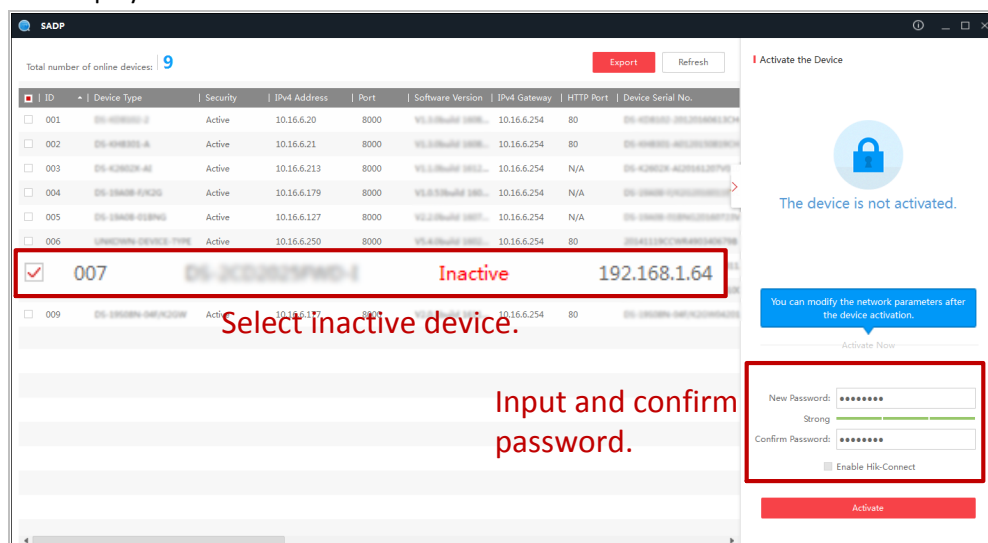 SADP
Total number of online devices: 9
Export
Refresh
ID | Device Type | Security | IPv4 Address | Port | Software Version | IPv4 Gateway | HTTP Port | Device Serial No.
001 Active 10.16.6.20 8000 10.16.6.254 80
002 Active 10.16.6.21 8000 10.16.6.254 80
003 Active 10.16.6.213 8000 10.16.6.254 N/A
004 Active 10.16.6.179 8000 10.16.6.254 N/A
005 Active 10.16.6.127 8000 10.16.6.254 N/A
006 Active 10.16.6.250 8000 10.16.6.254 80
007 Inactive 192.168.1.64
009 Active 8000 10.16.6.254 80
Select inactive device.
Input and confirm
password.
Activate the Device
The device is not activated.
You can modify the network parameters after
the device activation.
Activate Now
New Password:
Strong
Confirm Password:
Enable Hik-Connect
Activate